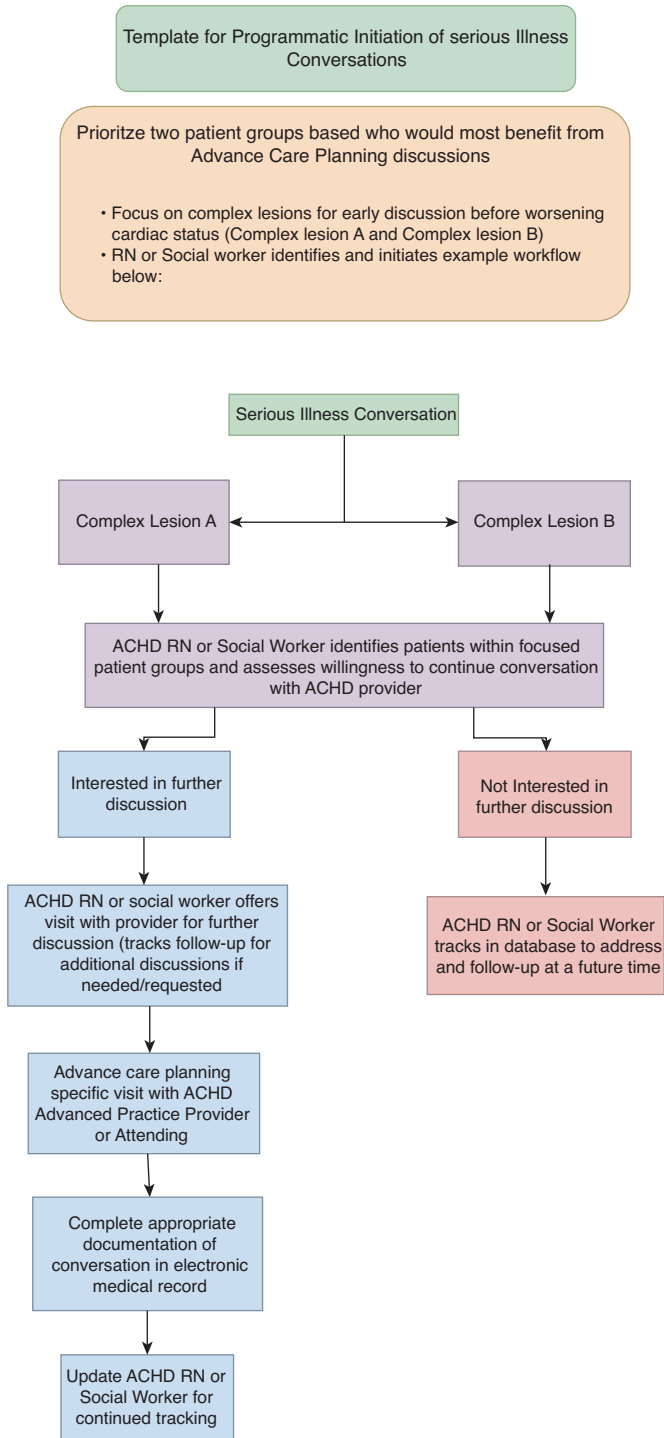 Template for Programmatic Initiation of serious Illness
Conversations
Prioritze two patient groups based who would most benefit from
Advance Care Planning discussions
• Focus on complex lesions for early discussion before worsening
cardiac status (Complex lesion A and Complex lesion B)
• RN or Social worker identifies and initiates example workflow
below:
Serious Illness Conversation
Complex Lesion A
Complex Lesion B
ACHD RN or Social Worker identifies patients within focused
patient groups and assesses willingness to continue conversation
with ACHD provider
Interested in further
discussion
Not Interested in
further discussion
ACHD RN or social worker offers
visit with provider for further
discussion (tracks follow-up for
additional discussions if
needed/requested
ACHD RN or Social Worker
tracks in database to address
and follow-up at a future time
Advance care planning
specific visit with ACHD
Advanced Practice Provider
or Attending
Complete appropriate
documentation of
conversation in electronic
medical record
Update ACHD RN or
Social Worker for
continued tracking